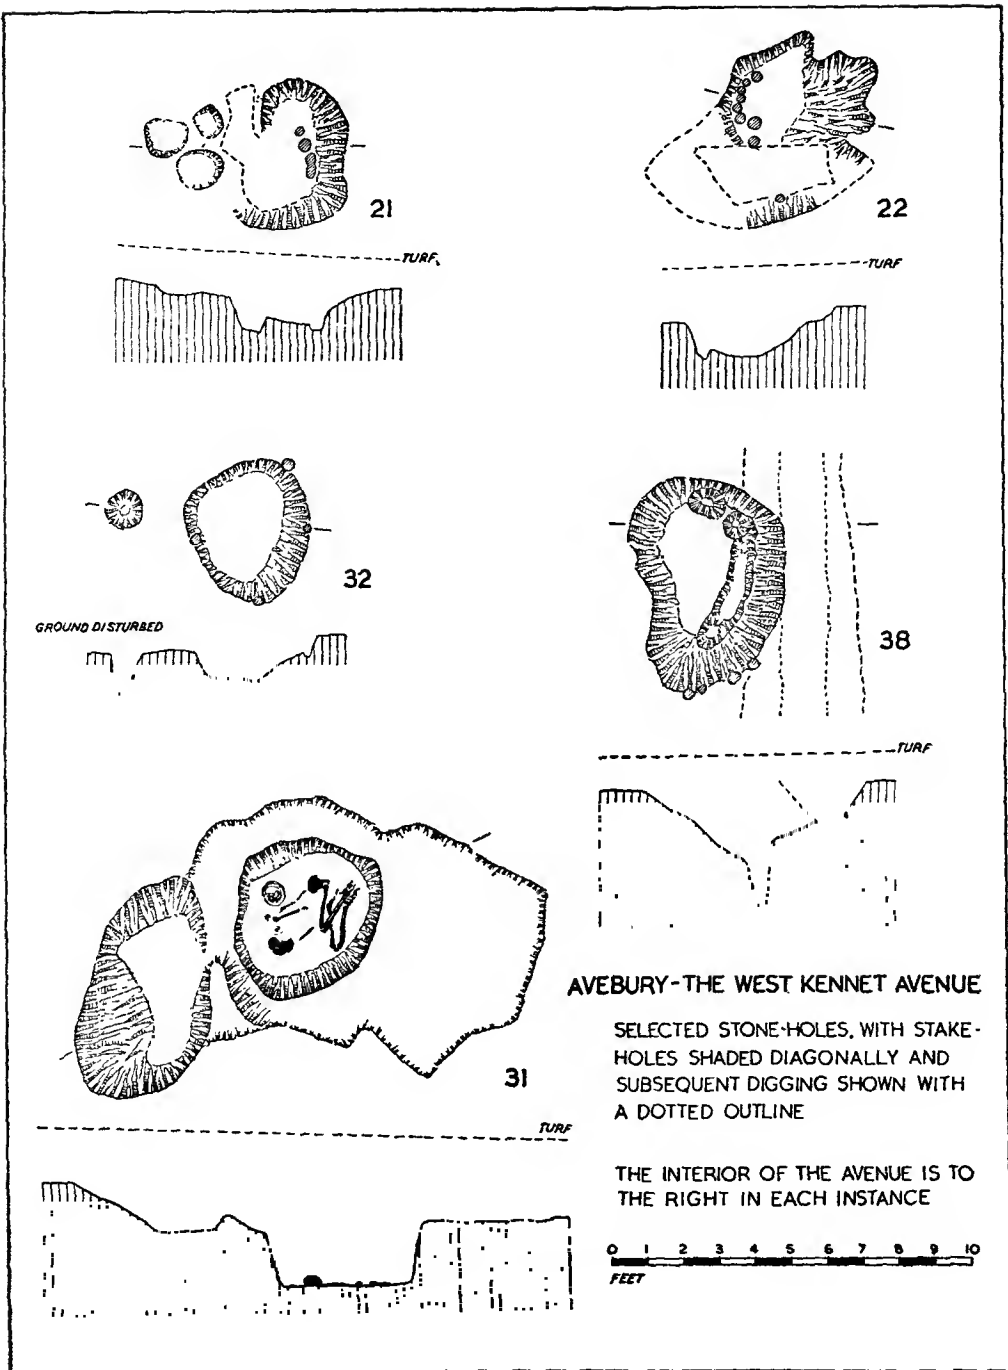 21
22
TURF
TURF
32
GROUND DISTURBED
38
TURF
31
TURF
AVEBURY-THE WEST KENNET AVENUE
SELECTED STONE-HOLES, WITH STAKE-
HOLES SHADED DIAGONALLY AND
SUBSEQUENT DIGGING SHOWN WITH
A DOTTED OUTLINE
THE INTERIOR OF THE AVENUE IS TO
THE RIGHT IN EACH INSTANCE
0 1 2 3 4 5 6 7 8 9 10
FEET